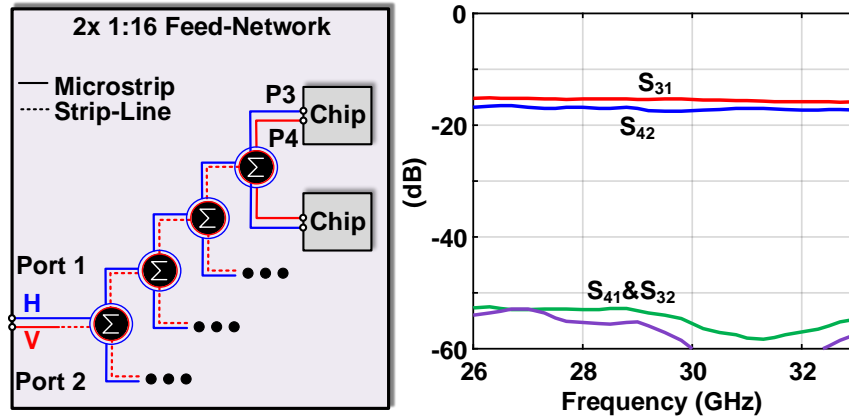 2x 1:16 Feed-Network
Microstrip
Strip-Line
P3
Chip
P4
Σ
Σ
Chip
Σ
Port 1
H
Σ
V
Port 2
0
-20
-40
-60
(dB)
S31
S42
S41&S32
26
28
30
32
Frequency (GHz)